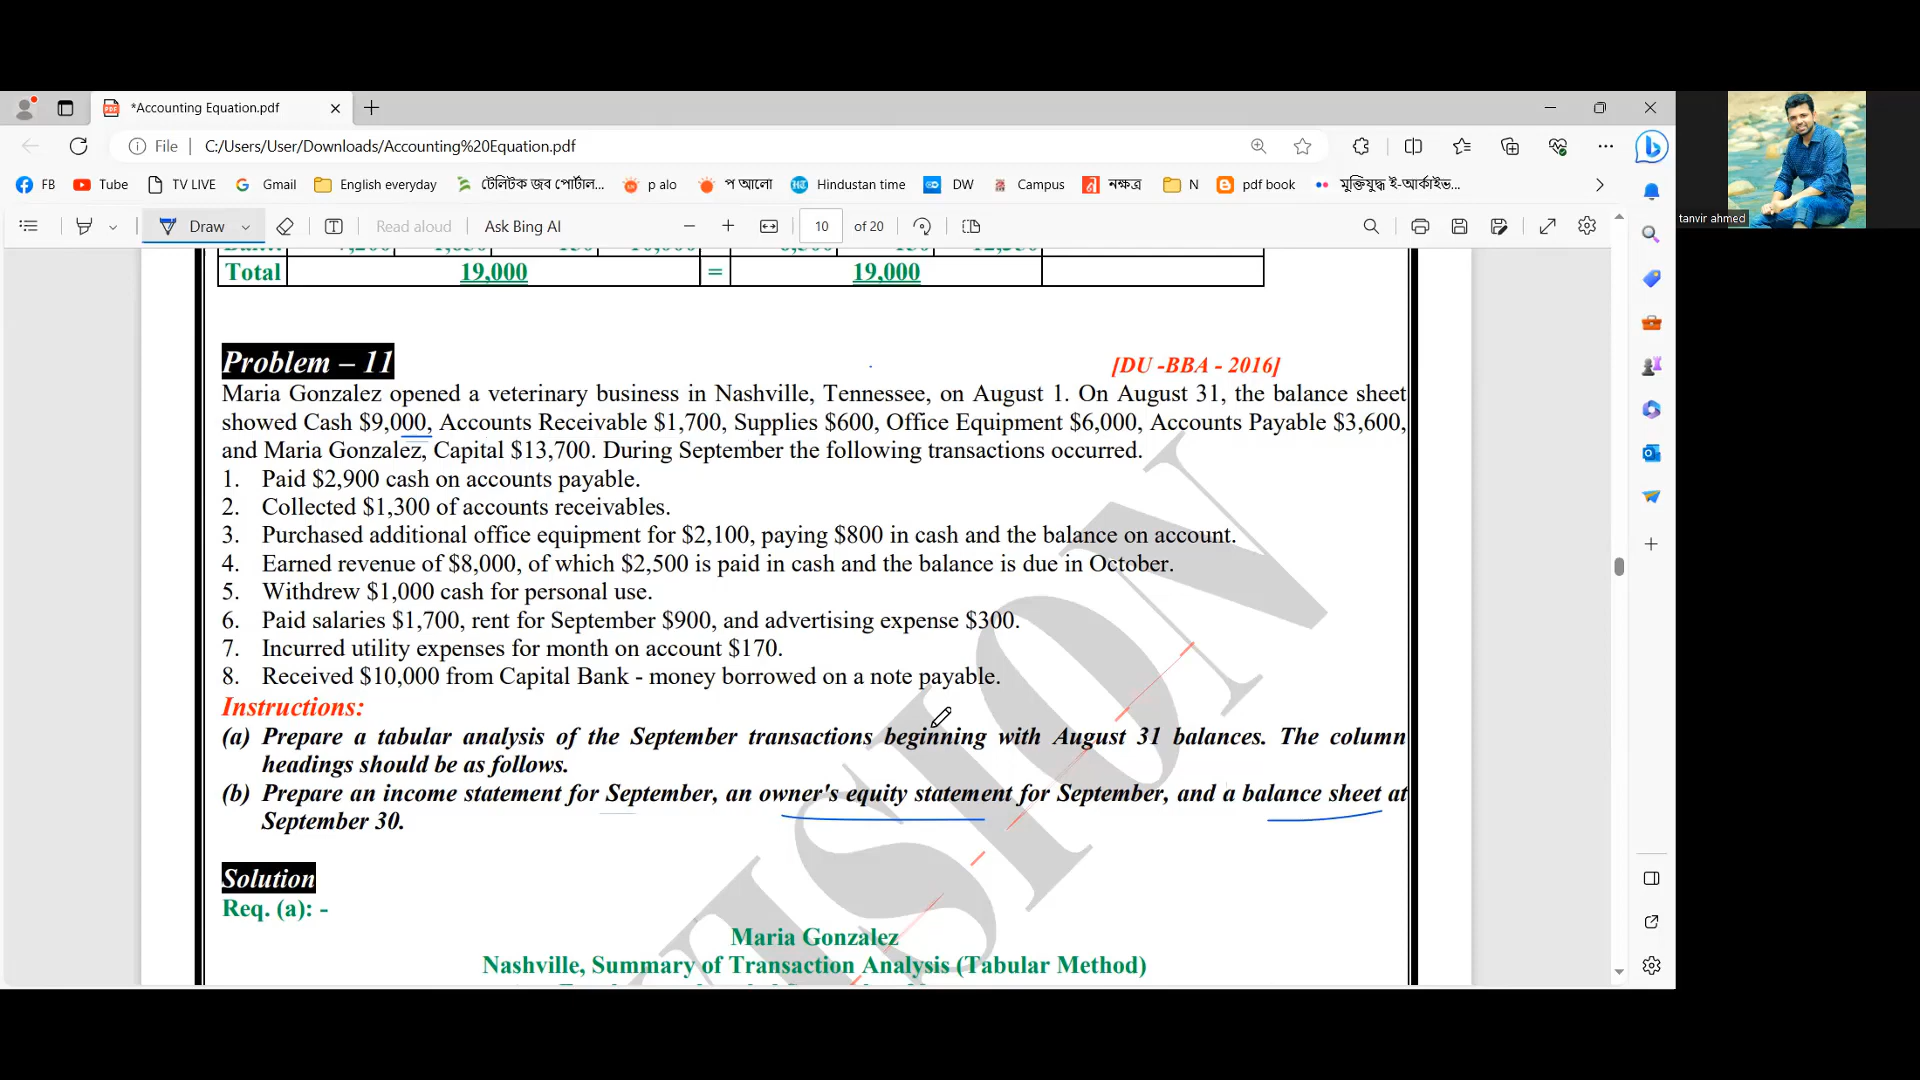 *Accounting Equation.pdf
File C:/Users/User/Downloads/Accounting%20Equation.pdf
FB Tube TV LIVE Gmail English everyday টেলিটক জব পোর্টাল... p alo প আলো Hindustan time DW Campus নক্ষত্র N pdf book মুক্তিযুদ্ধ ই-আর্কাইভ...
Draw Read aloud Ask Bing AI 10 of 20
tanvir ahmed
Total 19,000 = 19,000
Problem – 11 [DU -BBA - 2016]
Maria Gonzalez opened a veterinary business in Nashville, Tennessee, on August 1. On August 31, the balance sheet
showed Cash $9,000, Accounts Receivable $1,700, Supplies $600, Office Equipment $6,000, Accounts Payable $3,600,
and Maria Gonzalez, Capital $13,700. During September the following transactions occurred.
1. Paid $2,900 cash on accounts payable.
2. Collected $1,300 of accounts receivables.
3. Purchased additional office equipment for $2,100, paying $800 in cash and the balance on account.
4. Earned revenue of $8,000, of which $2,500 is paid in cash and the balance is due in October.
5. Withdrew $1,000 cash for personal use.
6. Paid salaries $1,700, rent for September $900, and advertising expense $300.
7. Incurred utility expenses for month on account $170.
8. Received $10,000 from Capital Bank - money borrowed on a note payable.
Instructions:
(a) Prepare a tabular analysis of the September transactions beginning with August 31 balances. The column
headings should be as follows.
(b) Prepare an income statement for September, an owner's equity statement for September, and a balance sheet at
September 30.
Solution
Req. (a): -
Maria Gonzalez
Nashville, Summary of Transaction Analysis (Tabular Method)